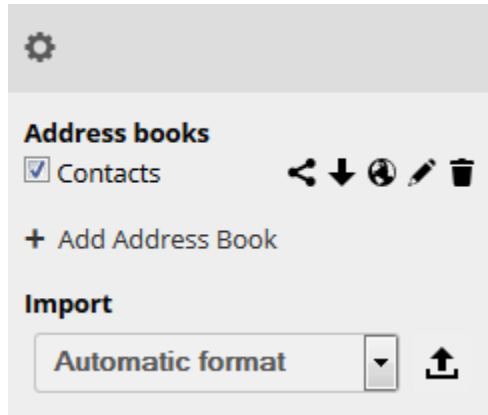 Address books
Contacts
+ Add Address Book
Import
Automatic format